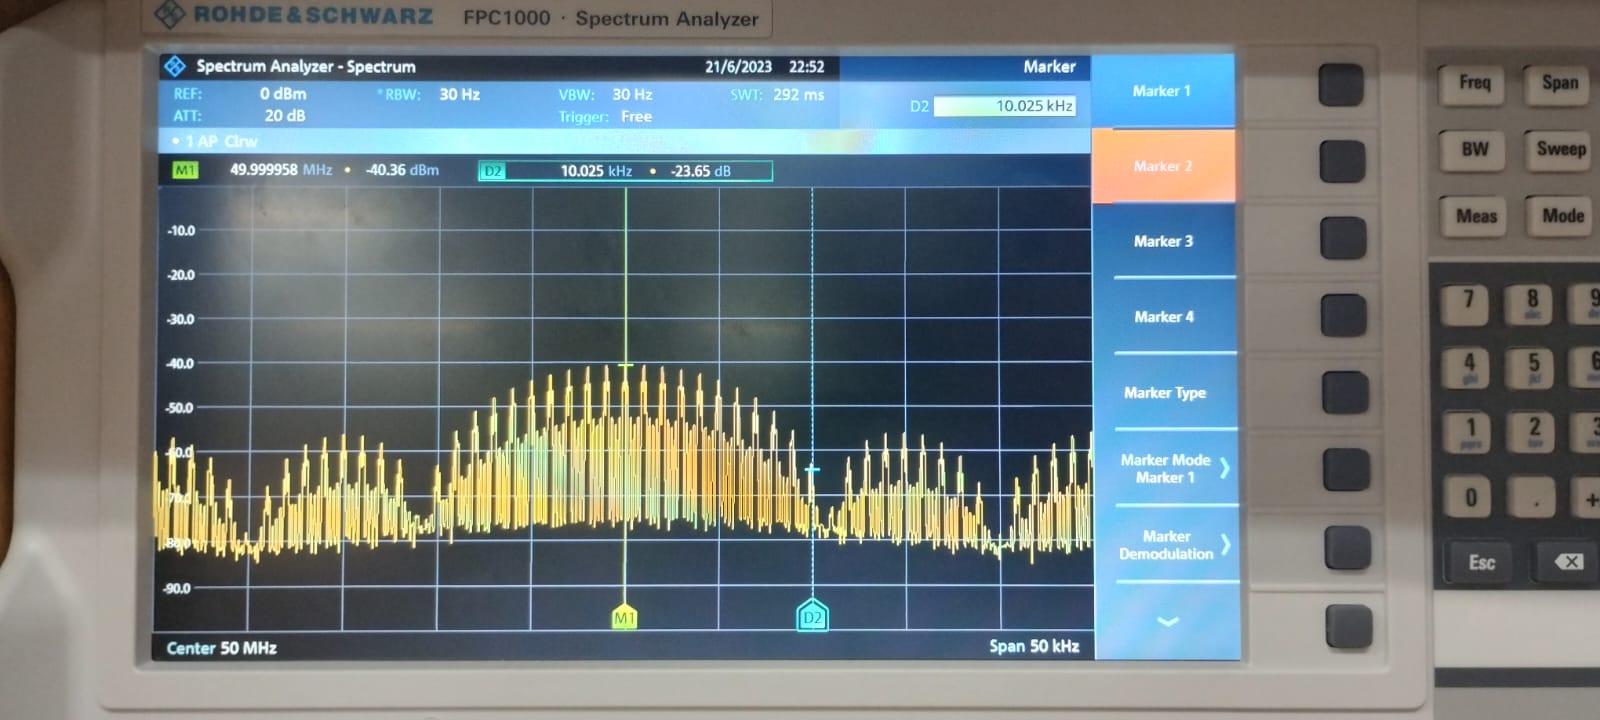 ROHDE&SCHWARZ FPC1000 · Spectrum Analyzer
Spectrum Analyzer - Spectrum 21/6/2023 22:52 Marker
REF: 0 dBm *RBW: 30 Hz VBW: 30 Hz SWT: 292 ms
ATT: 20 dB Trigger: Free
D2 10.025 kHz
• 1 AP Clrw
M1 49.999958 MHz • -40.36 dBm D2 10.025 kHz • -23.65 dB
-10.0
-20.0
-30.0
-40.0
-50.0
-60.0
-70.0
-80.0
-90.0
M1 D2
Center 50 MHz Span 50 kHz
Marker 1
Marker 2
Marker 3
Marker 4
Marker Type
Marker Mode
Marker 1
Marker
Demodulation
Freq Span
BW Sweep
Meas Mode
7 8 9
abc
4 5 6
ghi jkl
1 2 3
pqrs tuv
0 . +
Esc